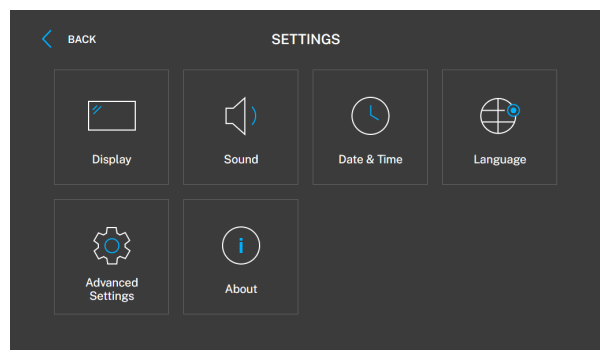 BACK
SETTINGS
Display
Sound
Date & Time
Language
Advanced
Settings
i
About